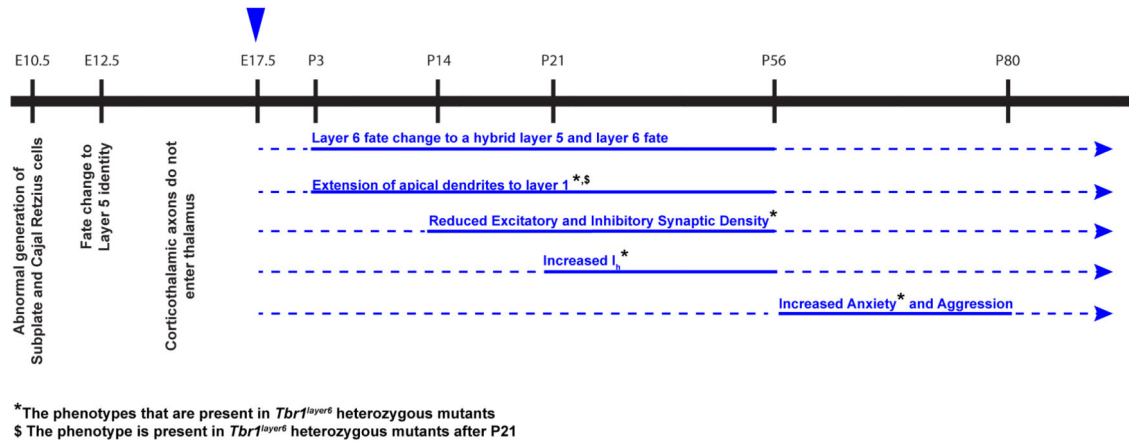 E10.5 E12.5 E17.5 P3 P14 P21 P56 P80
Abnormal generation of
Subplate and Cajal Retzius cells
Fate change to
Layer 5 identity
Corticothalamic axons do not
enter thalamus
Layer 6 fate change to a hybrid layer 5 and layer 6 fate
Extension of apical dendrites to layer 1*,$
Reduced Excitatory and Inhibitory Synaptic Density*
Increased Ih*
Increased Anxiety* and Aggression
*The phenotypes that are present in Tbr1layer6 heterozygous mutants
$ The phenotype is present in Tbr1layer6 heterozygous mutants after P21